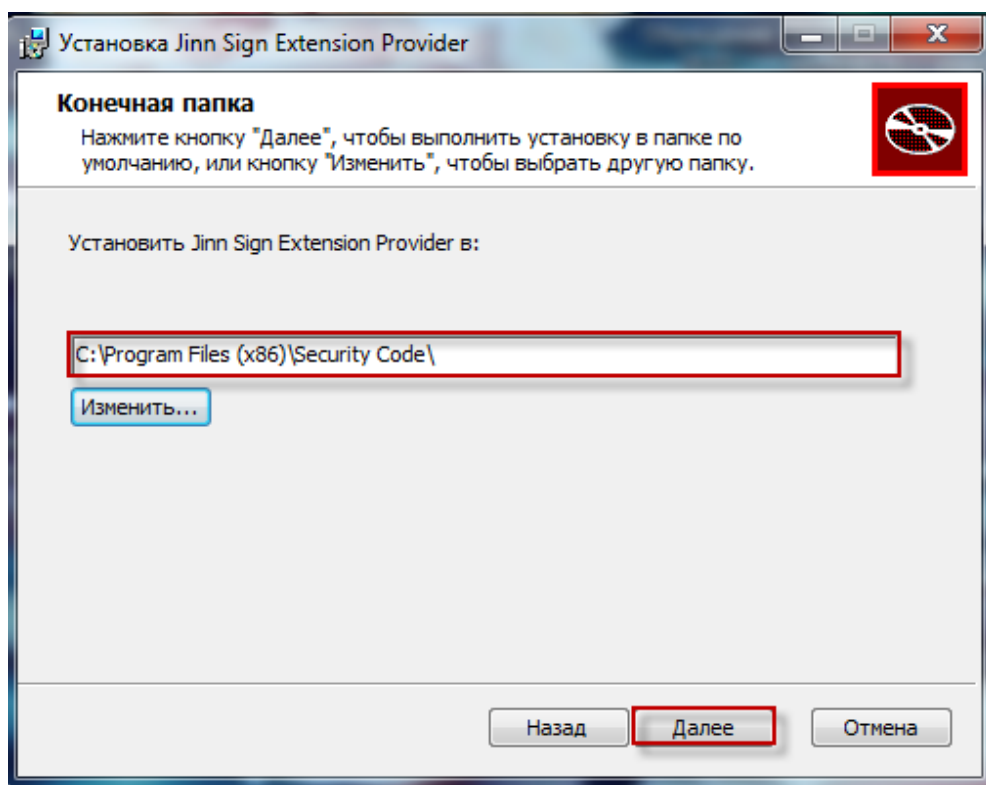 Установка Jinn Sign Extension Provider
Конечная папка
Нажмите кнопку "Далее", чтобы выполнить установку в папке по
умолчанию, или кнопку "Изменить", чтобы выбрать другую папку.
Установить Jinn Sign Extension Provider в:
C:\Program Files (x86)\Security Code\
Изменить...
Назад
Далее
Отмена